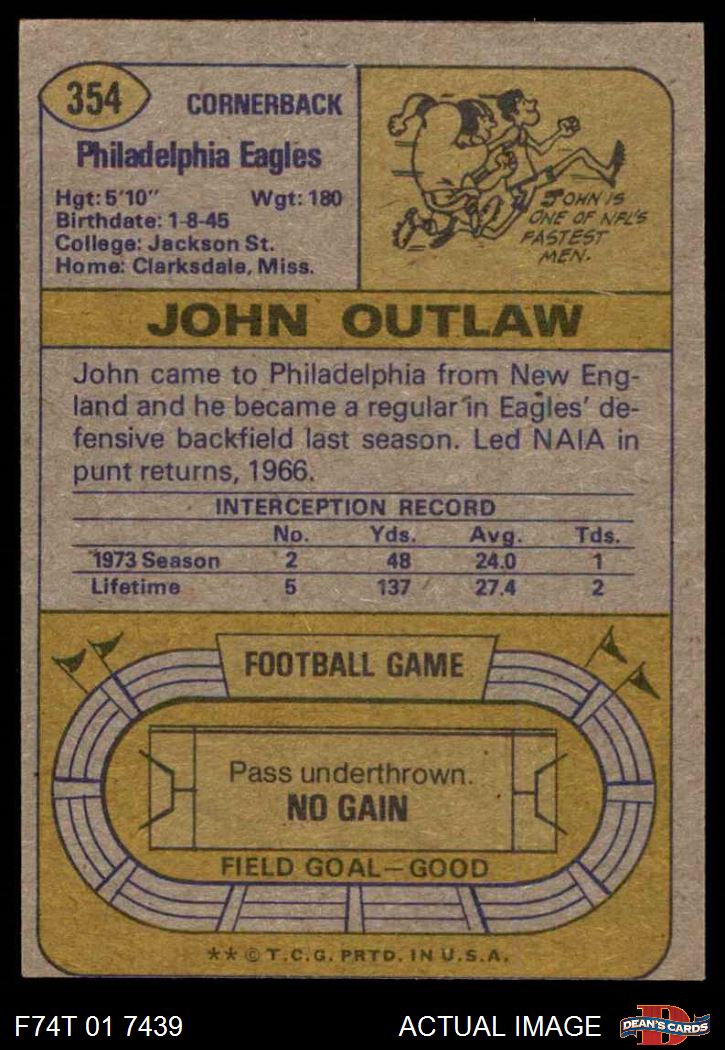 354
CORNERBACK
Philadelphia Eagles
Hgt: 5'10" Wgt: 180
Birthdate: 1-8-45
College: Jackson St.
Home: Clarksdale, Miss.
JOHN IS
ONE OF NFL'S
FASTEST
MEN.
JOHN OUTLAW
John came to Philadelphia from New Eng-
land and he became a regular in Eagles' de-
fensive backfield last season. Led NAIA in
punt returns, 1966.
INTERCEPTION RECORD
No. Yds. Avg. Tds.
1973 Season 2 48 24.0 1
Lifetime 5 137 27.4 2
FOOTBALL GAME
Pass underthrown.
NO GAIN
FIELD GOAL—GOOD
** © T.C.G. PRTD. IN U.S.A.
F74T 01 7439 ACTUAL IMAGE
D
DEAN'S CARDS